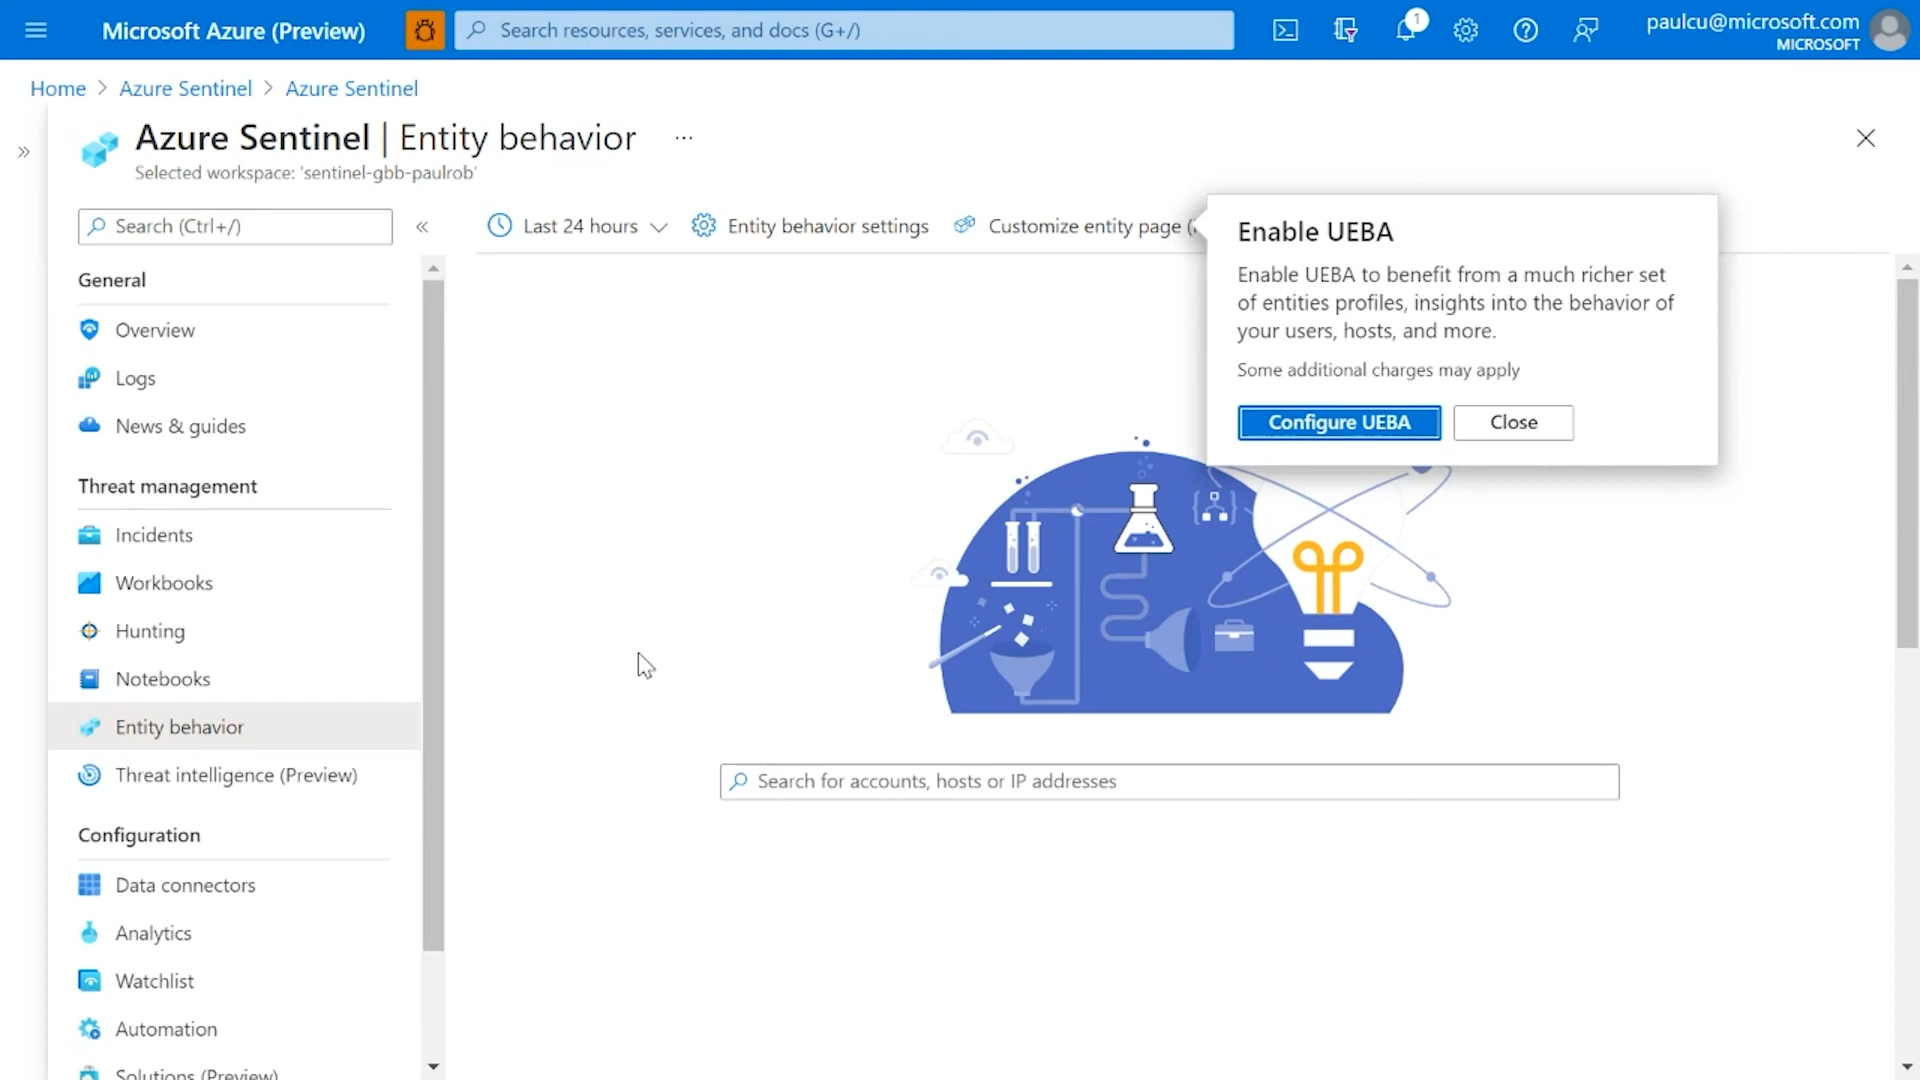 Microsoft Azure (Preview)
Search resources, services, and docs (G+/)
1
paulcu@microsoft.com
MICROSOFT
Home > Azure Sentinel > Azure Sentinel
Azure Sentinel | Entity behavior ...
Selected workspace: 'sentinel-gbb-paulrob'
Search (Ctrl+/)
Last 24 hours
Entity behavior settings
Customize entity page (
Enable UEBA
Enable UEBA to benefit from a much richer set
of entities profiles, insights into the behavior of
your users, hosts, and more.
Some additional charges may apply
Configure UEBA
Close
General
Overview
Logs
News & guides
Threat management
Incidents
Workbooks
Hunting
Notebooks
Entity behavior
Threat intelligence (Preview)
Configuration
Data connectors
Analytics
Watchlist
Automation
Solutions (Preview)
Search for accounts, hosts or IP addresses